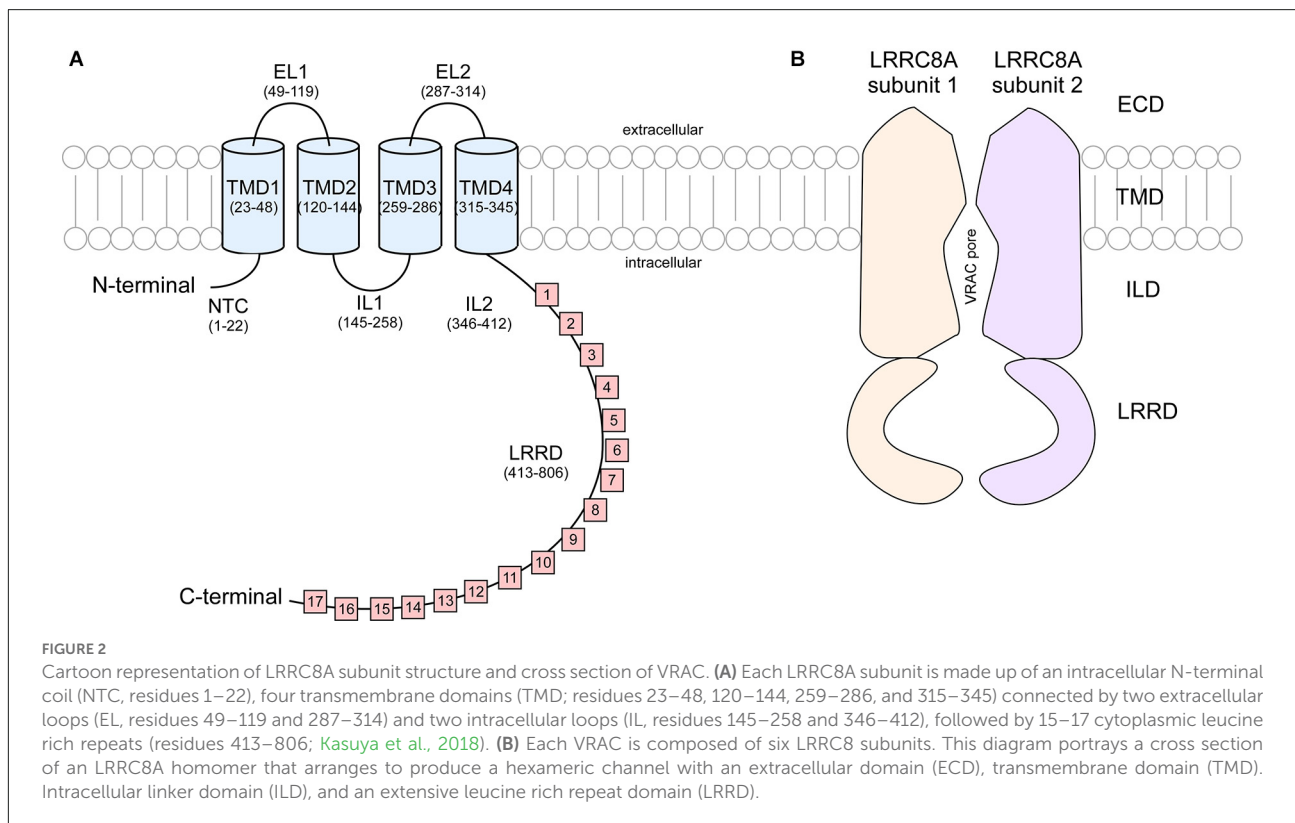 A
EL1
(49-119)
EL2
(287-314)
extracellular
TMD1
(23-48)
TMD2
(120-144)
TMD3
(259-286)
TMD4
(315-345)
intracellular
N-terminal
NTC
(1-22)
IL1
(145-258)
IL2
(346-412)
1
2
3
4
5
6
7
8
9
10
11
12
13
14
15
16
17
LRRD
(413-806)
C-terminal
B
LRRC8A
subunit 1
LRRC8A
subunit 2
ECD
TMD
VRAC pore
ILD
LRRD
FIGURE 2
Cartoon representation of LRRC8A subunit structure and cross section of VRAC. (A) Each LRRC8A subunit is made up of an intracellular N-terminal
coil (NTC, residues 1–22), four transmembrane domains (TMD; residues 23–48, 120–144, 259–286, and 315–345) connected by two extracellular
loops (EL, residues 49–119 and 287–314) and two intracellular loops (IL, residues 145–258 and 346–412), followed by 15–17 cytoplasmic leucine
rich repeats (residues 413–806; Kasuya et al., 2018). (B) Each VRAC is composed of six LRRC8 subunits. This diagram portrays a cross section
of an LRRC8A homomer that arranges to produce a hexameric channel with an extracellular domain (ECD), transmembrane domain (TMD).
Intracellular linker domain (ILD), and an extensive leucine rich repeat domain (LRRD).